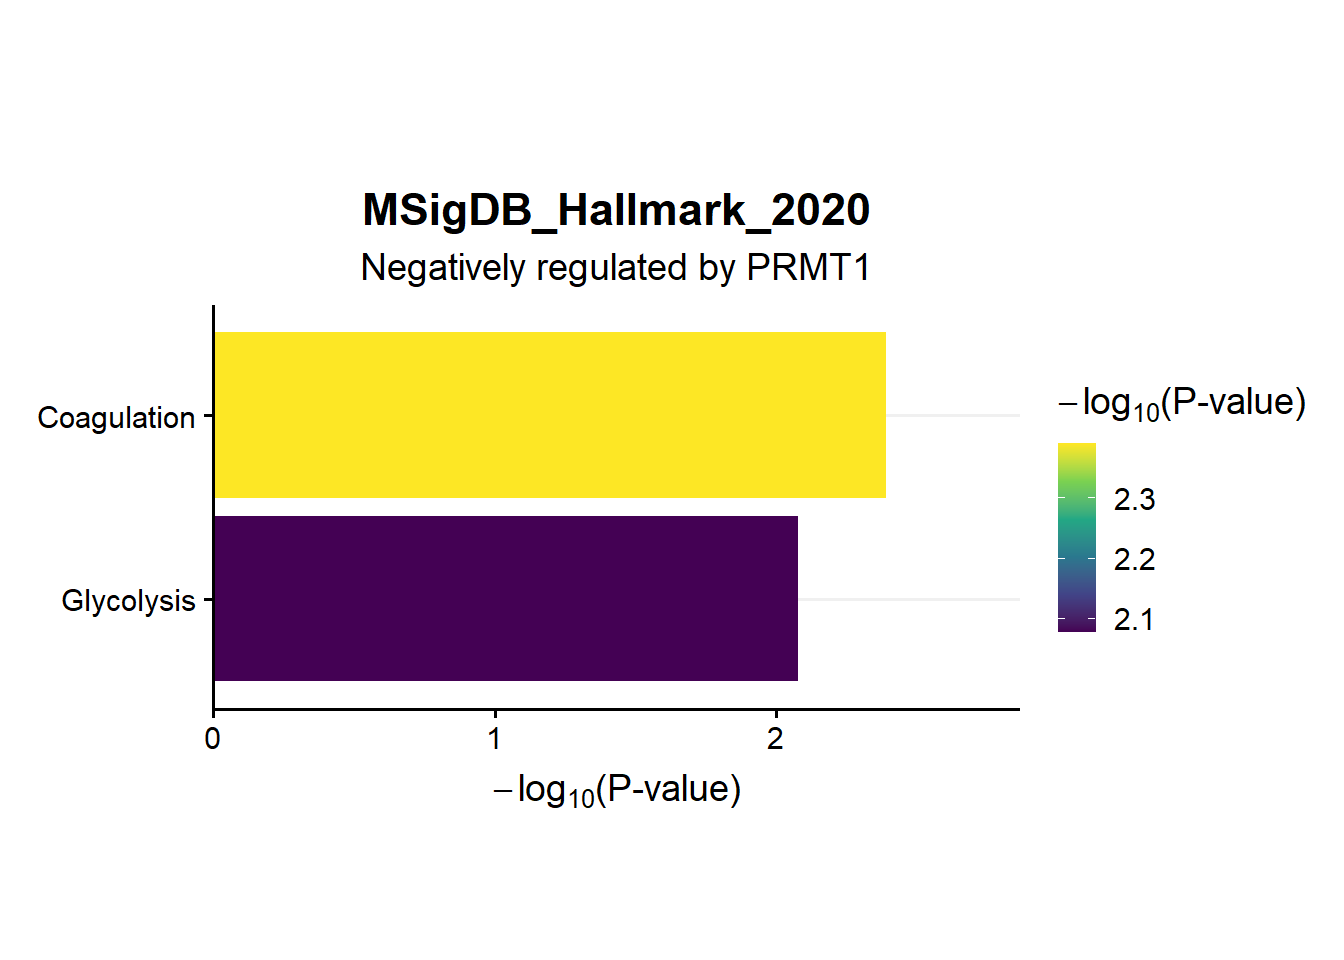 MSigDB_Hallmark_2020
Negatively regulated by PRMT1
Coagulation
Glycolysis
0 1 2
−log10(P-value)
−log10(P-value)
2.3
2.2
2.1